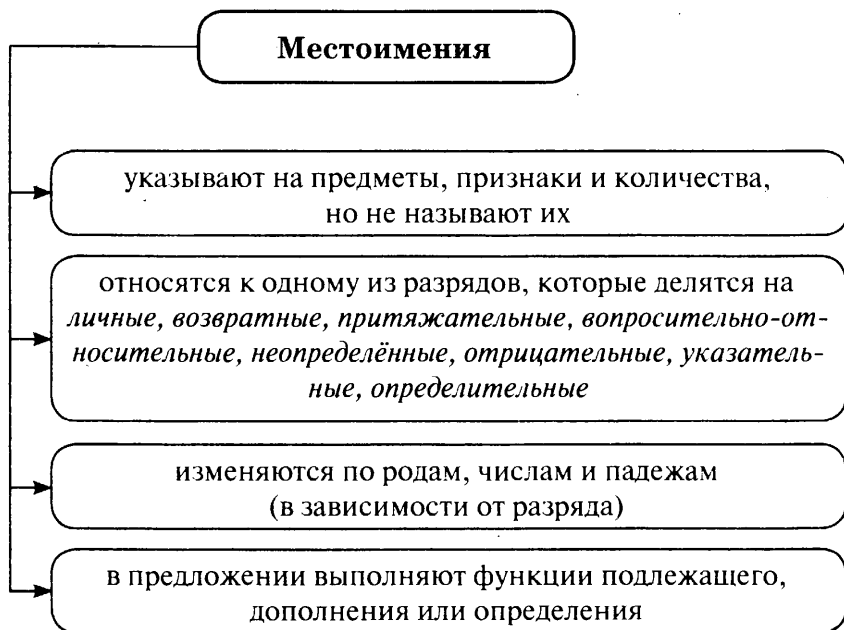 Местоимения
указывают на предметы, признаки и количества,
но не называют их
относятся к одному из разрядов, которые делятся на
личные, возвратные, притяжательные, вопросительно-от-
носительные, неопределённые, отрицательные, указатель-
ные, определительные
изменяются по родам, числам и падежам
(в зависимости от разряда)
в предложении выполняют функции подлежащего,
дополнения или определения